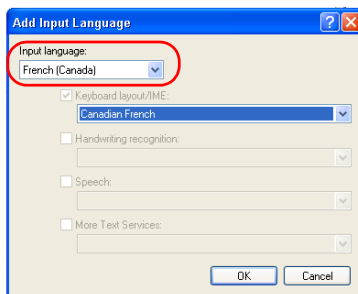 Add Input Language
Input language:
French (Canada)
Keyboard layout/IME:
Canadian French
Handwriting recognition:
Speech:
More Text Services:
OK Cancel